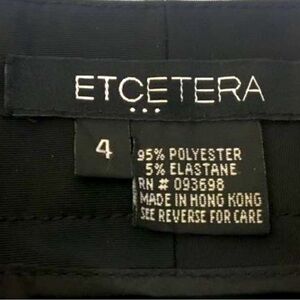 ETCETERA
4
95% POLYESTER
5% ELASTANE
RN # 093698
MADE IN HONG KONG
SEE REVERSE FOR CARE